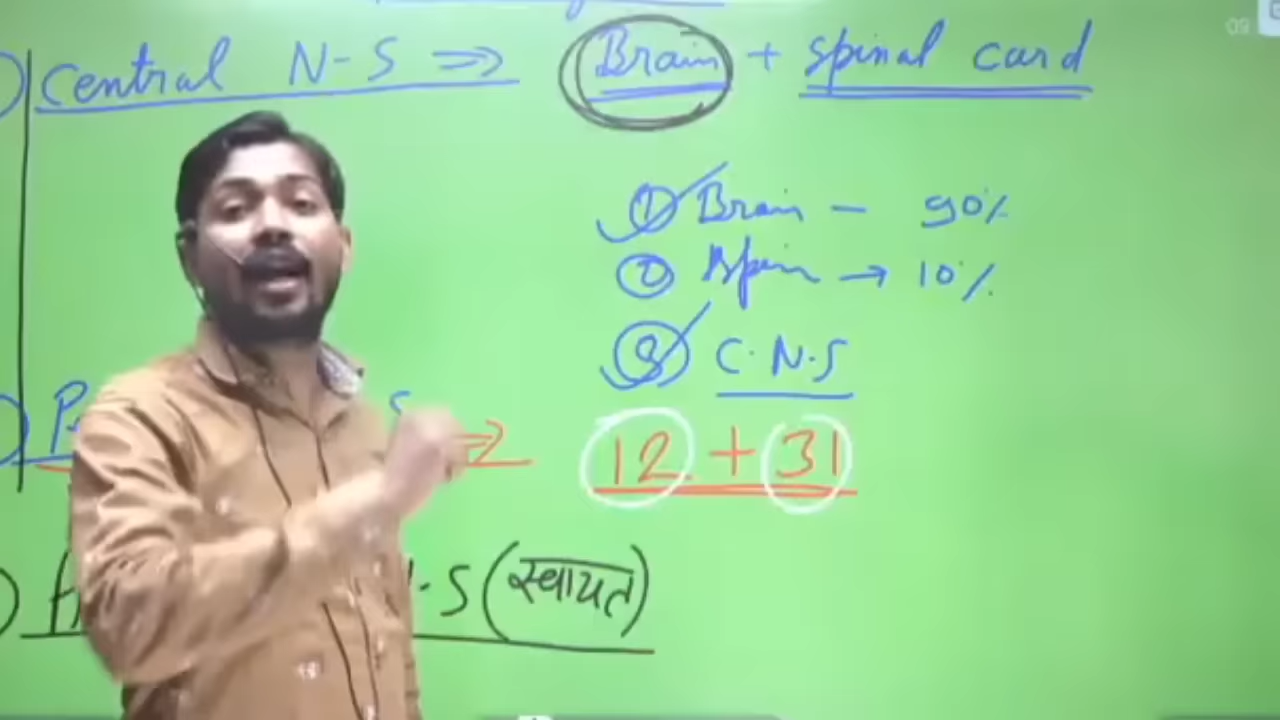 Central N-S ⇒ Brain + spinal card
① Brain — 90%
② Spin → 10%
③ C.N.S
⇒ 12 + 31
N-S (स्वायत)